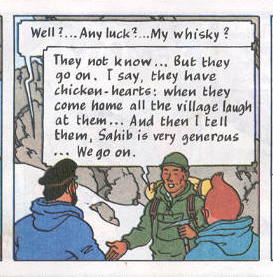 Well?...Any luck?...My whisky?
They not know... But they
go on. I say, they have
chicken-hearts: when they
come home all the village laugh
at them... And then I tell
them, Sahib is very generous
... We go on.